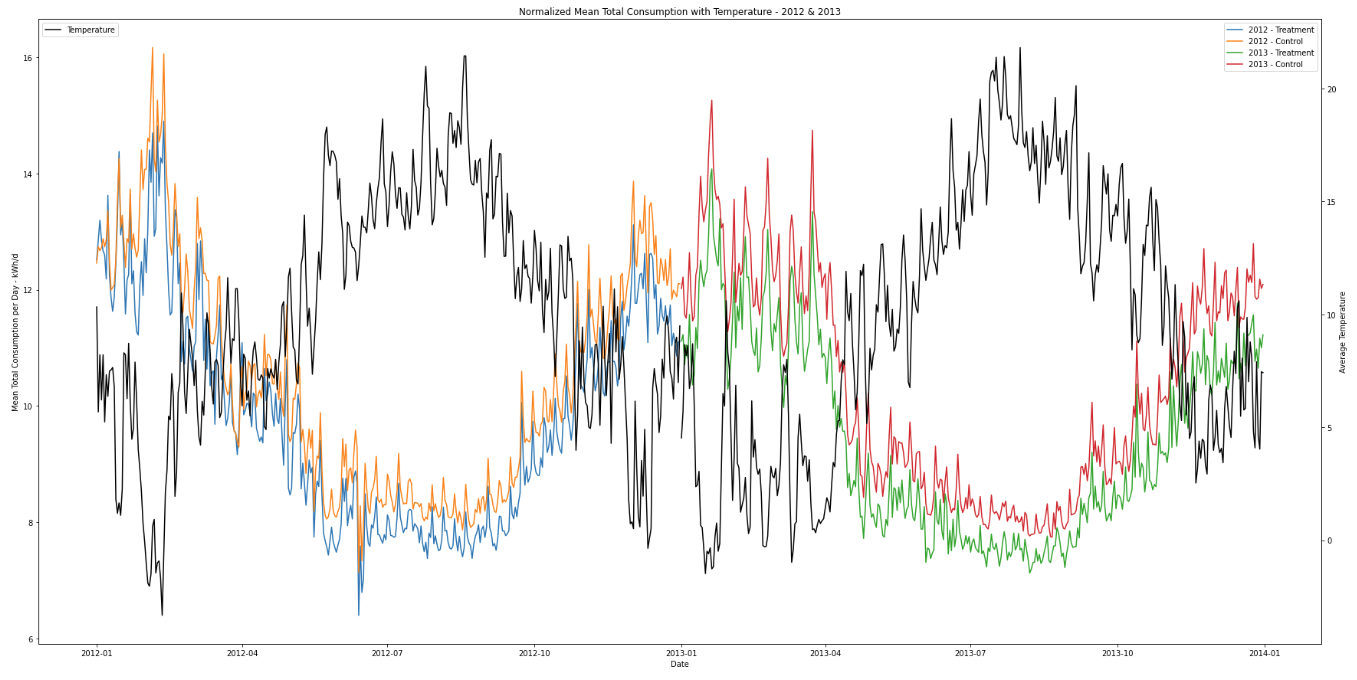 Normalized Mean Total Consumption with Temperature - 2012 & 2013
Temperature
2012 - Treatment
2012 - Control
2013 - Treatment
2013 - Control
Mean Total Consumption per Day - kWh/d
16
14
12
10
8
6
20
15
10
5
0
Average Temperature
2012-01
2012-04
2012-07
2012-10
2013-01
2013-04
2013-07
2013-10
2014-01
Date